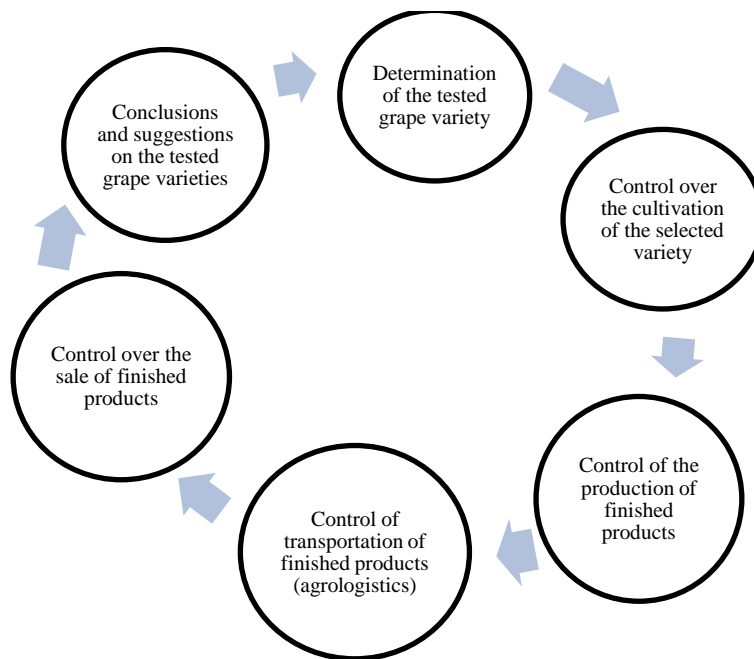 Determination
of the tested
grape variety
Control over
the cultivation
of the selected
variety
Control of the
production of
finished
products
Control of
transportation of
finished products
(agrologistics)
Control over the
sale of finished
products
Conclusions
and suggestions
on the tested
grape varieties